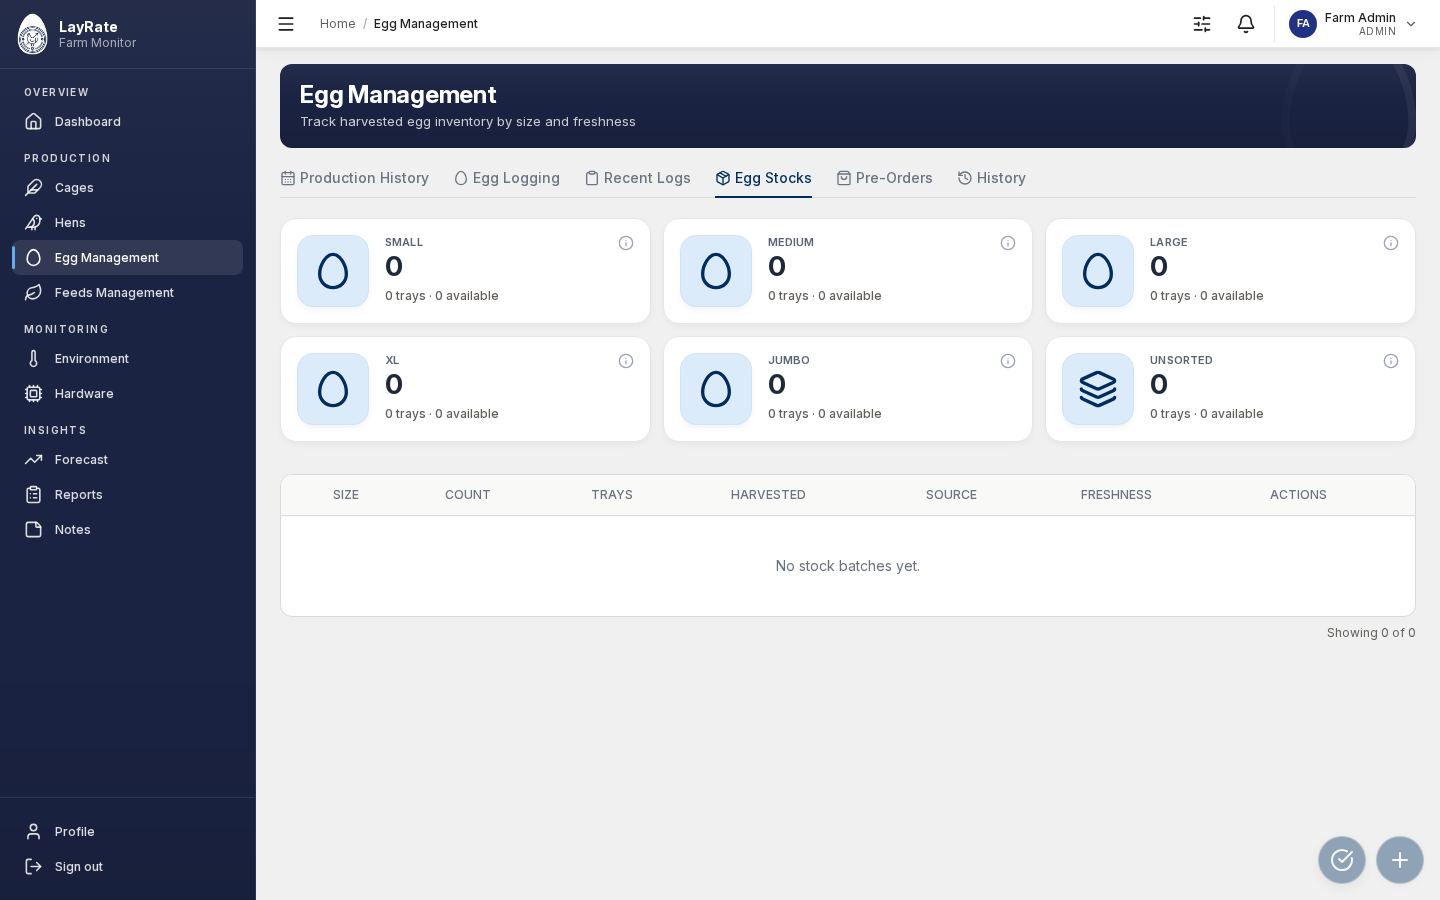 LayRate
Farm Monitor
OVERVIEW
Dashboard
PRODUCTION
Cages
Hens
Egg Management
Feeds Management
MONITORING
Environment
Hardware
INSIGHTS
Forecast
Reports
Notes
Profile
Sign out
Home / Egg Management
FA
Farm Admin
ADMIN
Egg Management
Track harvested egg inventory by size and freshness
Production History
Egg Logging
Recent Logs
Egg Stocks
Pre-Orders
History
SMALL
0
0 trays · 0 available
MEDIUM
0
0 trays · 0 available
LARGE
0
0 trays · 0 available
XL
0
0 trays · 0 available
JUMBO
0
0 trays · 0 available
UNSORTED
0
0 trays · 0 available
SIZE COUNT TRAYS HARVESTED SOURCE FRESHNESS ACTIONS
No stock batches yet.
Showing 0 of 0